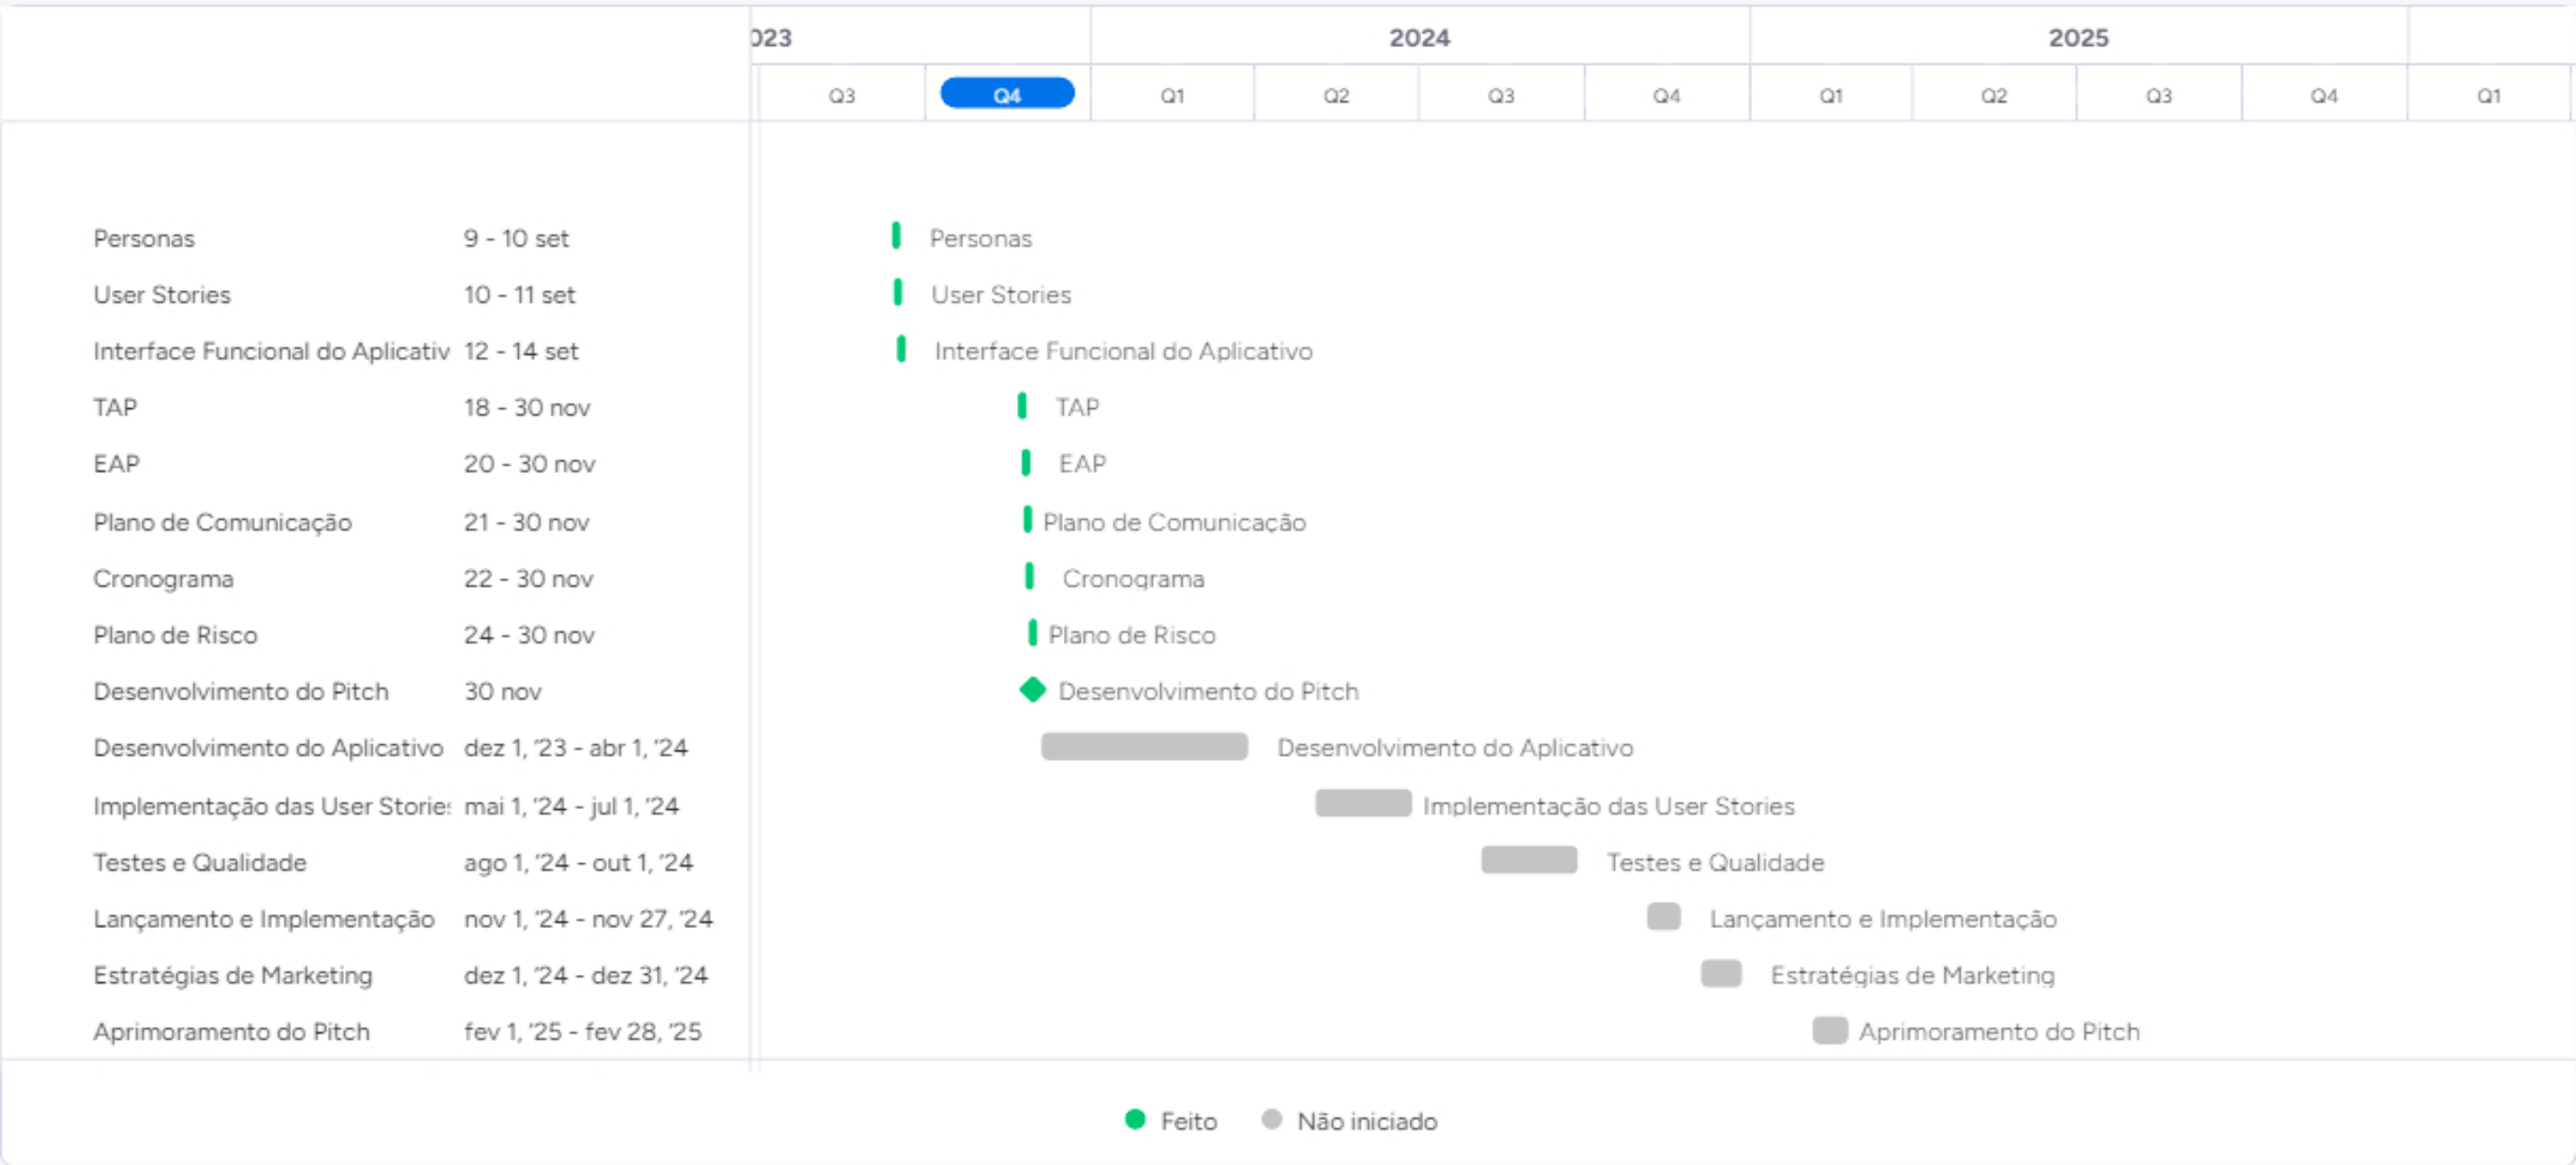 023 2024 2025
Q3 Q4 Q1 Q2 Q3 Q4 Q1 Q2 Q3 Q4 Q1
Personas 9 - 10 set Personas
User Stories 10 - 11 set User Stories
Interface Funcional do Aplicativ 12 - 14 set Interface Funcional do Aplicativo
TAP 18 - 30 nov TAP
EAP 20 - 30 nov EAP
Plano de Comunicação 21 - 30 nov Plano de Comunicação
Cronograma 22 - 30 nov Cronograma
Plano de Risco 24 - 30 nov Plano de Risco
Desenvolvimento do Pitch 30 nov Desenvolvimento do Pitch
Desenvolvimento do Aplicativo dez 1, '23 - abr 1, '24 Desenvolvimento do Aplicativo
Implementação das User Stories mai 1, '24 - jul 1, '24 Implementação das User Stories
Testes e Qualidade ago 1, '24 - out 1, '24 Testes e Qualidade
Lançamento e Implementação nov 1, '24 - nov 27, '24 Lançamento e Implementação
Estratégias de Marketing dez 1, '24 - dez 31, '24 Estratégias de Marketing
Aprimoramento do Pitch fev 1, '25 - fev 28, '25 Aprimoramento do Pitch
Feito Não iniciado